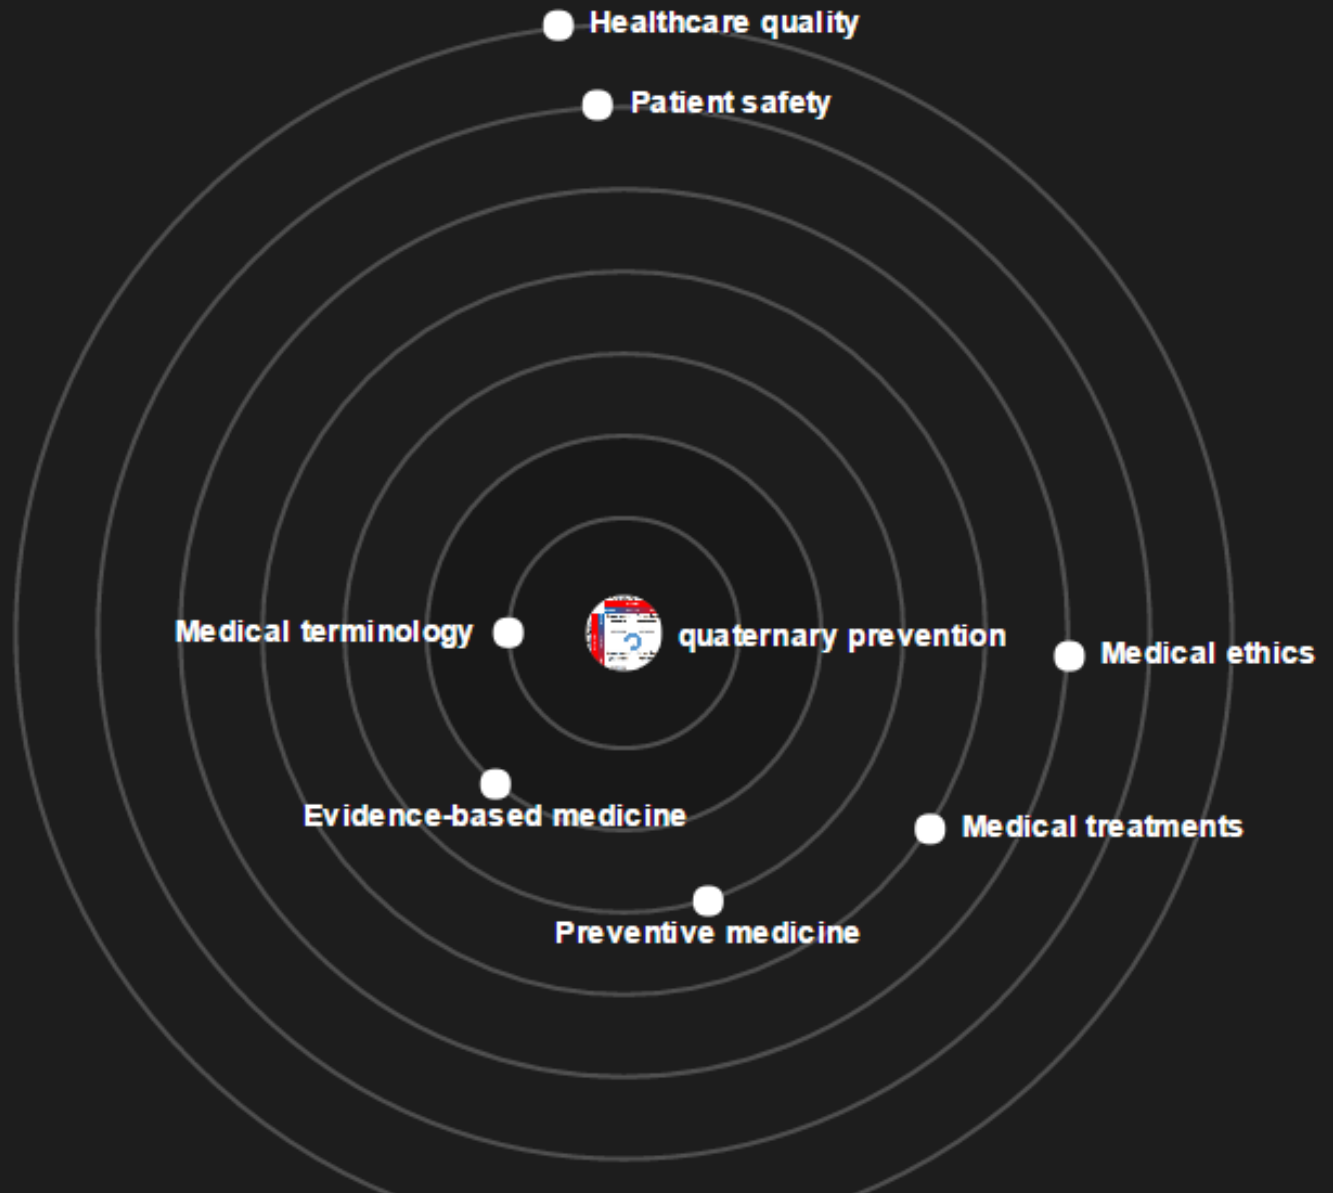 Healthcare quality
Patient safety
Medical terminology
quaternary prevention
Medical ethics
Evidence-based medicine
Medical treatments
Preventive medicine